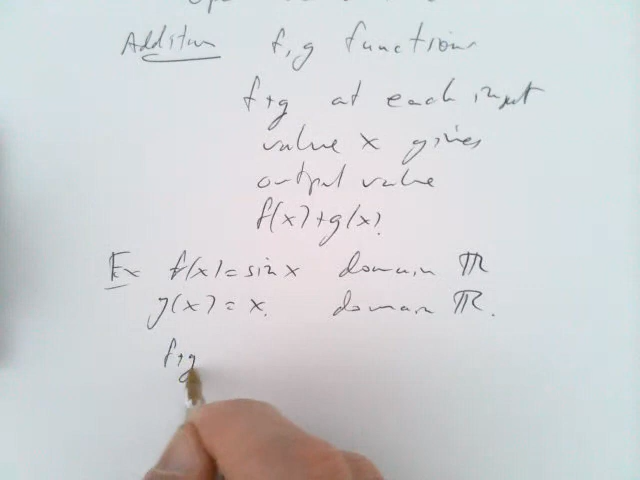 Addition f, g functions
f+g at each input
value x gives
output value
f(x)+g(x).
Ex f(x)=sin x domain ℝ
g(x)=x. domain ℝ.
f+g